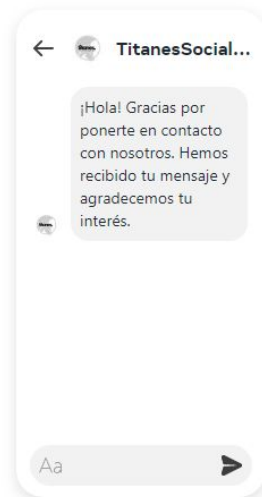 TitanesSocial...
¡Hola! Gracias por
ponerte en contacto
con nosotros. Hemos
recibido tu mensaje y
agradecemos tu
interés.
Aa